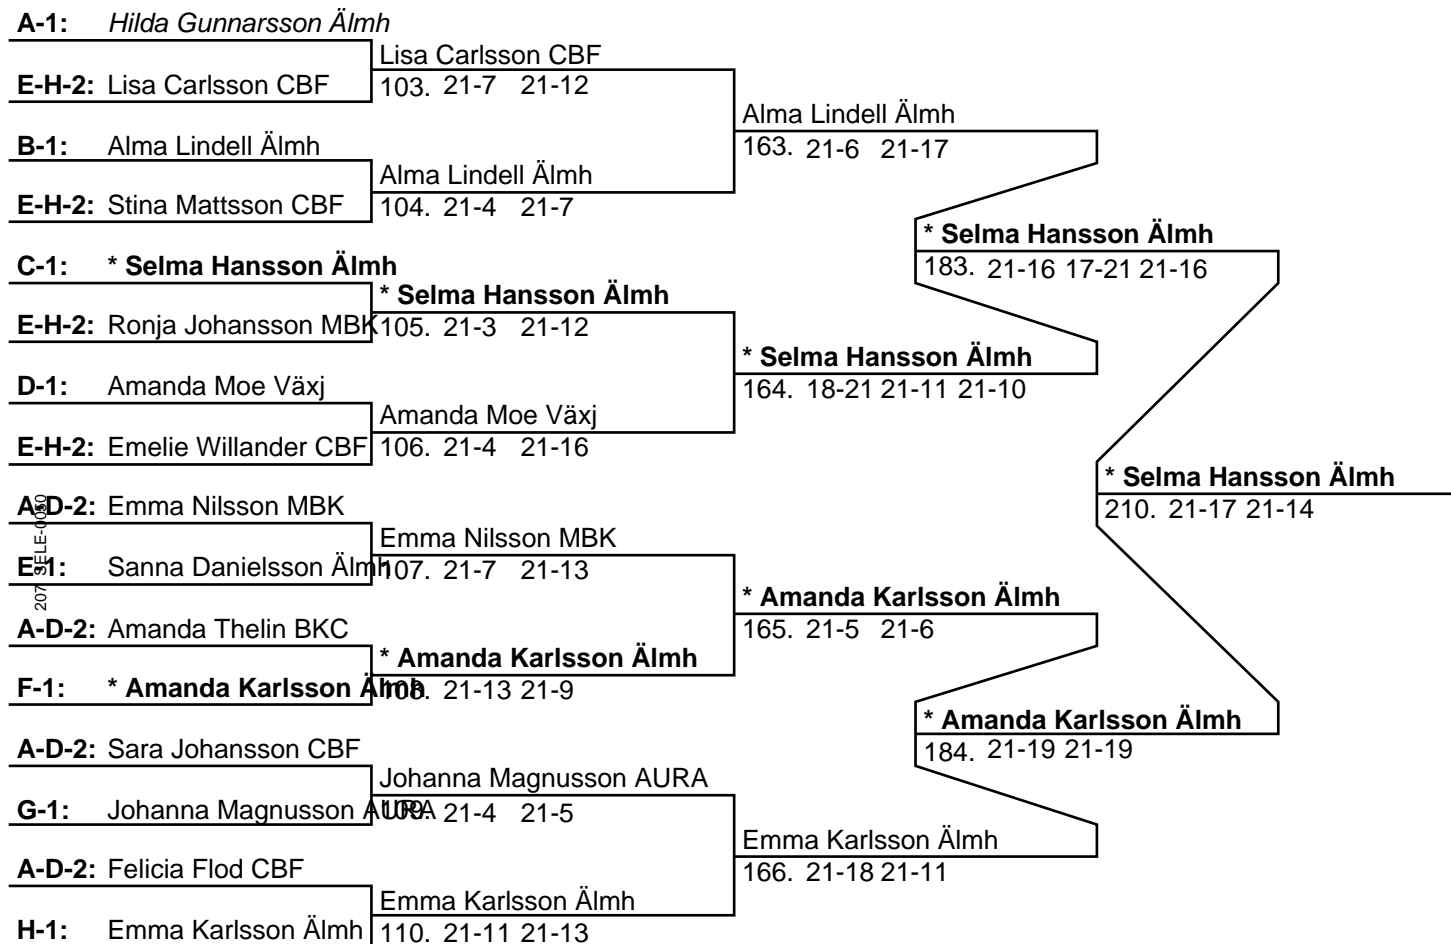 A-1: Hilda Gunnarsson Älmh
Lisa Carlsson CBF
E-H-2: Lisa Carlsson CBF
103. 21-7 21-12
Alma Lindell Älmh
163. 21-6 21-17
B-1: Alma Lindell Älmh
Alma Lindell Älmh
E-H-2: Stina Mattsson CBF
104. 21-4 21-7
* Selma Hansson Älmh
183. 21-16 17-21 21-16
C-1: * Selma Hansson Älmh
* Selma Hansson Älmh
E-H-2: Ronja Johansson MBK
105. 21-3 21-12
* Selma Hansson Älmh
164. 18-21 21-11 21-10
D-1: Amanda Moe Växj
Amanda Moe Växj
E-H-2: Emelie Willander CBF
106. 21-4 21-16
* Selma Hansson Älmh
210. 21-17 21-14
A-D-2: Emma Nilsson MBK
Emma Nilsson MBK
E-1: Sanna Danielsson Älmh
107. 21-7 21-13
* Amanda Karlsson Älmh
165. 21-5 21-6
A-D-2: Amanda Thelin BKC
* Amanda Karlsson Älmh
F-1: * Amanda Karlsson Älmh
108. 21-13 21-9
* Amanda Karlsson Älmh
184. 21-19 21-19
A-D-2: Sara Johansson CBF
Johanna Magnusson AURA
G-1: Johanna Magnusson AURA
109. 21-4 21-5
Emma Karlsson Älmh
166. 21-18 21-11
A-D-2: Felicia Flod CBF
Emma Karlsson Älmh
H-1: Emma Karlsson Älmh
110. 21-11 21-13